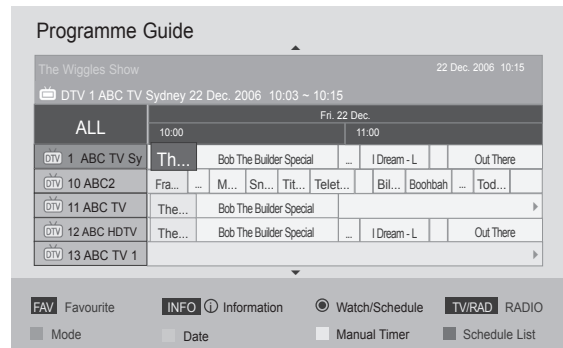 Programme Guide
The Wiggles Show 22 Dec. 2006 10:15
DTV 1 ABC TV Sydney 22 Dec. 2006 10:03 ~ 10:15
ALL Fri. 22 Dec.
10:00 11:00
DTV 1 ABC TV Sy Th... Bob The Builder Special ... I Dream - L Out There
DTV 10 ABC2 Fra... ... M... Sn... Tit... Telet... Bil... Boohbah ... Tod...
DTV 11 ABC TV The... Bob The Builder Special
DTV 12 ABC HDTV The... Bob The Builder Special ... I Dream - L Out There
DTV 13 ABC TV 1
FAV Favourite INFO i Information Watch/Schedule TV/RAD RADIO
Mode Date Manual Timer Schedule List